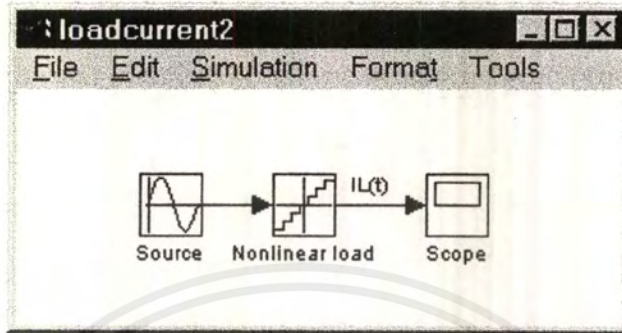 loadcurrent2
File Edit Simulation Format Tools
IL(t)
Source Nonlinear load Scope